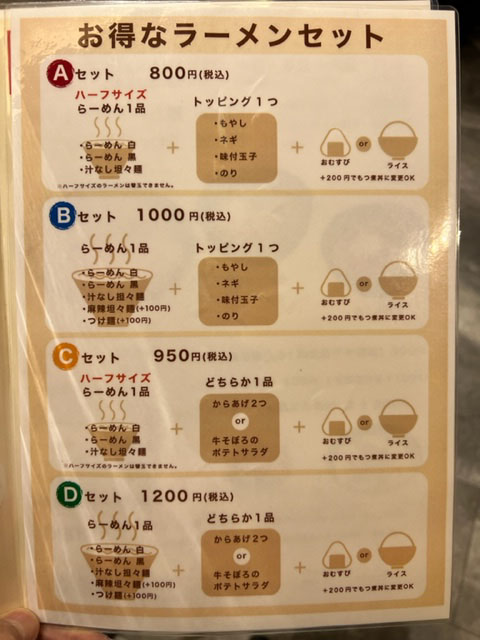 お得なラーメンセット
Aセット 800円(税込)
ハーフサイズ
らーめん1品
・らーめん 白
・らーめん 黒
・汁なし坦々麺
※ハーフサイズのラーメンは替玉できません。
+
トッピング1つ
・もやし
・ネギ
・味付玉子
・のり
+
おむすび or ライス
+200円でもつ煮丼に変更OK
Bセット 1000円(税込)
らーめん1品
・らーめん 白
・らーめん 黒
・汁なし担々麺
・麻辣担々麺(+100円)
・つけ麺(+100円)
+
トッピング1つ
・もやし
・ネギ
・味付玉子
・のり
+
おむすび or ライス
+200円でもつ煮丼に変更OK
Cセット 950円(税込)
ハーフサイズ
らーめん1品
・らーめん 白
・らーめん 黒
・汁なし坦々麺
※ハーフサイズのラーメンは替玉できません。
+
どちらか1品
からあげ2つ
or
牛そぼろの
ポテトサラダ
+
おむすび or ライス
+200円でもつ煮丼に変更OK
Dセット 1200円(税込)
らーめん1品
・らーめん 白
・らーめん 黒
・汁なし坦々麺
・麻辣坦々麺(+100円)
・つけ麺(+100円)
+
どちらか1品
からあげ2つ
or
牛そぼろの
ポテトサラダ
+
おむすび or ライス
+200円でもつ煮丼に変更OK